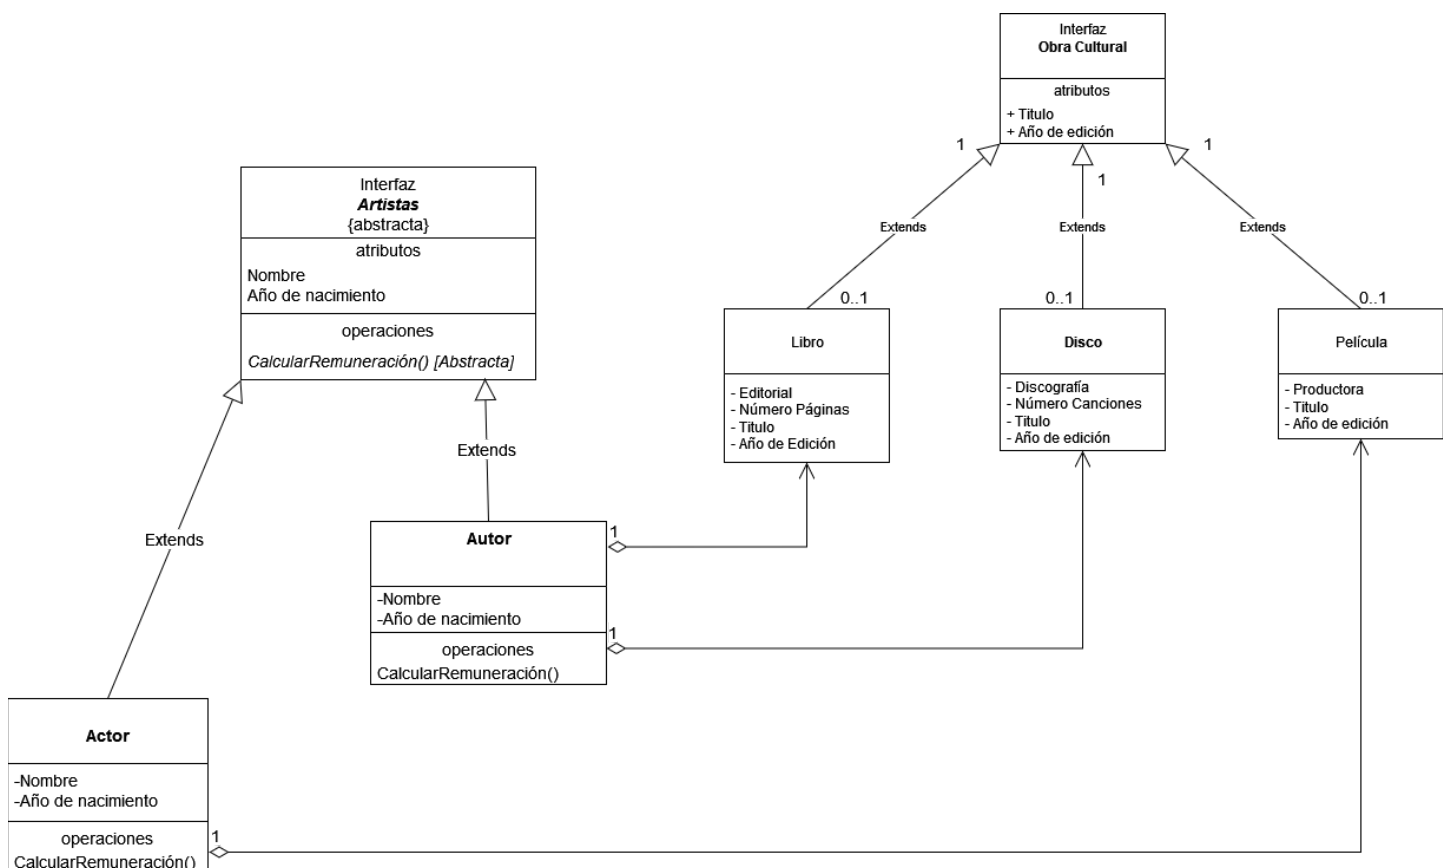 Interfaz
Obra Cultural
atributos
+ Titulo
+ Año de edición
1
1
1
Extends
Extends
Extends
0..1
0..1
0..1
Interfaz
Artistas
{abstracta}
atributos
Nombre
Año de nacimiento
operaciones
CalcularRemuneración() [Abstracta]
Libro
- Editorial
- Número Páginas
- Titulo
- Año de Edición
Disco
- Discografía
- Número Canciones
- Titulo
- Año de edición
Película
- Productora
- Titulo
- Año de edición
Extends
Extends
Autor
-Nombre
-Año de nacimiento
operaciones
CalcularRemuneración()
1
1
Actor
-Nombre
-Año de nacimiento
operaciones
CalcularRemuneración()
1